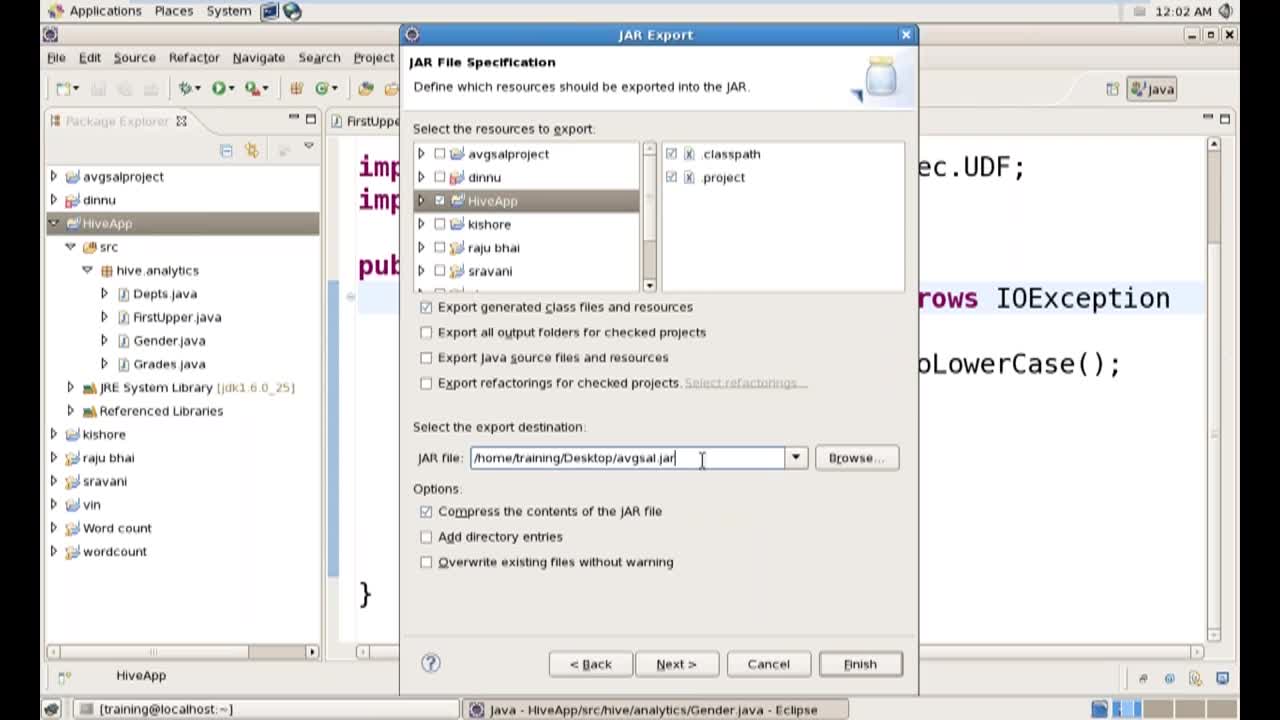 Applications Places System 12:02 AM
JAR Export
File Edit Source Refactor Navigate Search Project
JAR File Specification
Define which resources should be exported into the JAR.
Java
Package Explorer
FirstUppe
Select the resources to export:
avgsalproject
dinnu
HiveApp
kishore
raju bhai
sravani
.classpath
.project
avgsalproject
dinnu
HiveApp
src
hive.analytics
Depts.java
FirstUpper.java
Gender.java
Grades.java
JRE System Library [jdk1.6.0_25]
Referenced Libraries
kishore
raju bhai
sravani
vin
Word count
wordcount
imp ec.UDF;
imp
pub
rows IOException
oLowerCase();
}
Export generated class files and resources
Export all output folders for checked projects
Export Java source files and resources
Export refactorings for checked projects. Select refactorings...
Select the export destination:
JAR file: /home/training/Desktop/avgsal.jar Browse...
Options:
Compress the contents of the JAR file
Add directory entries
Overwrite existing files without warning
? < Back Next > Cancel Finish
HiveApp
[training@localhost:~] Java - HiveApp/src/hive/analytics/Gender.java - Eclipse